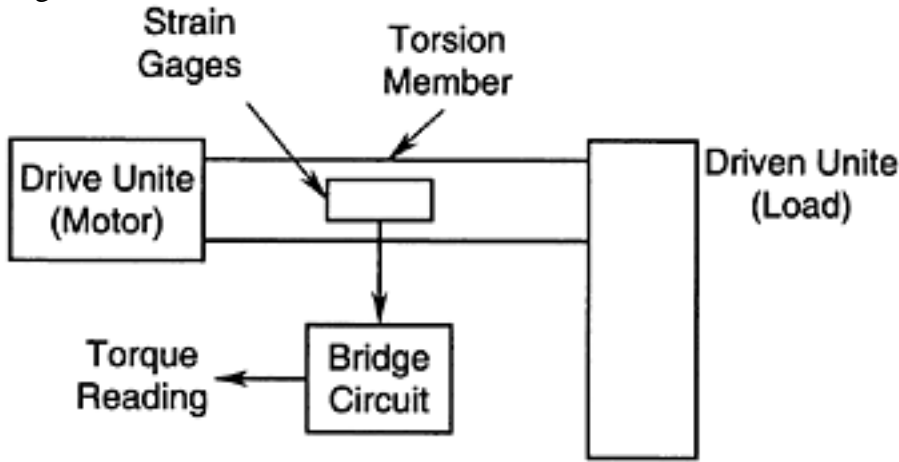 Strain
Gages
Torsion
Member
Drive Unite
(Motor)
Driven Unite
(Load)
Bridge
Circuit
Torque
Reading